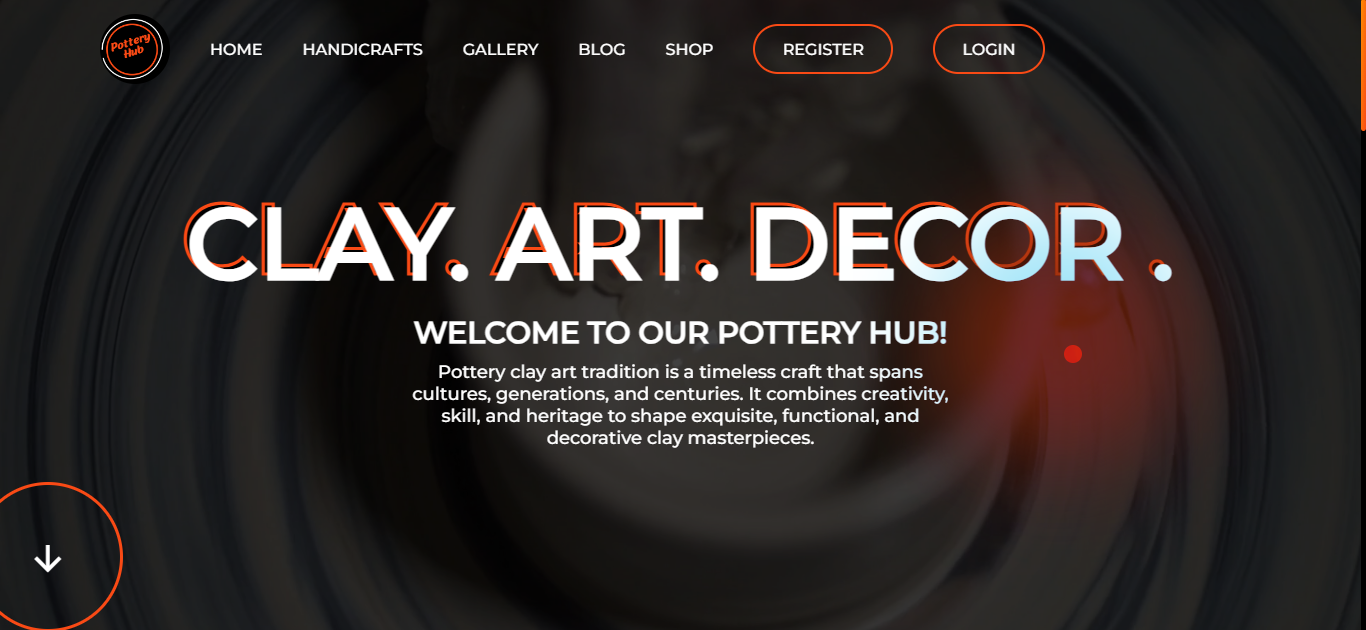 Pottery
Hub
HOME HANDICRAFTS GALLERY BLOG SHOP REGISTER LOGIN
CLAY. ART. DECOR .
WELCOME TO OUR POTTERY HUB!
Pottery clay art tradition is a timeless craft that spans
cultures, generations, and centuries. It combines creativity,
skill, and heritage to shape exquisite, functional, and
decorative clay masterpieces.